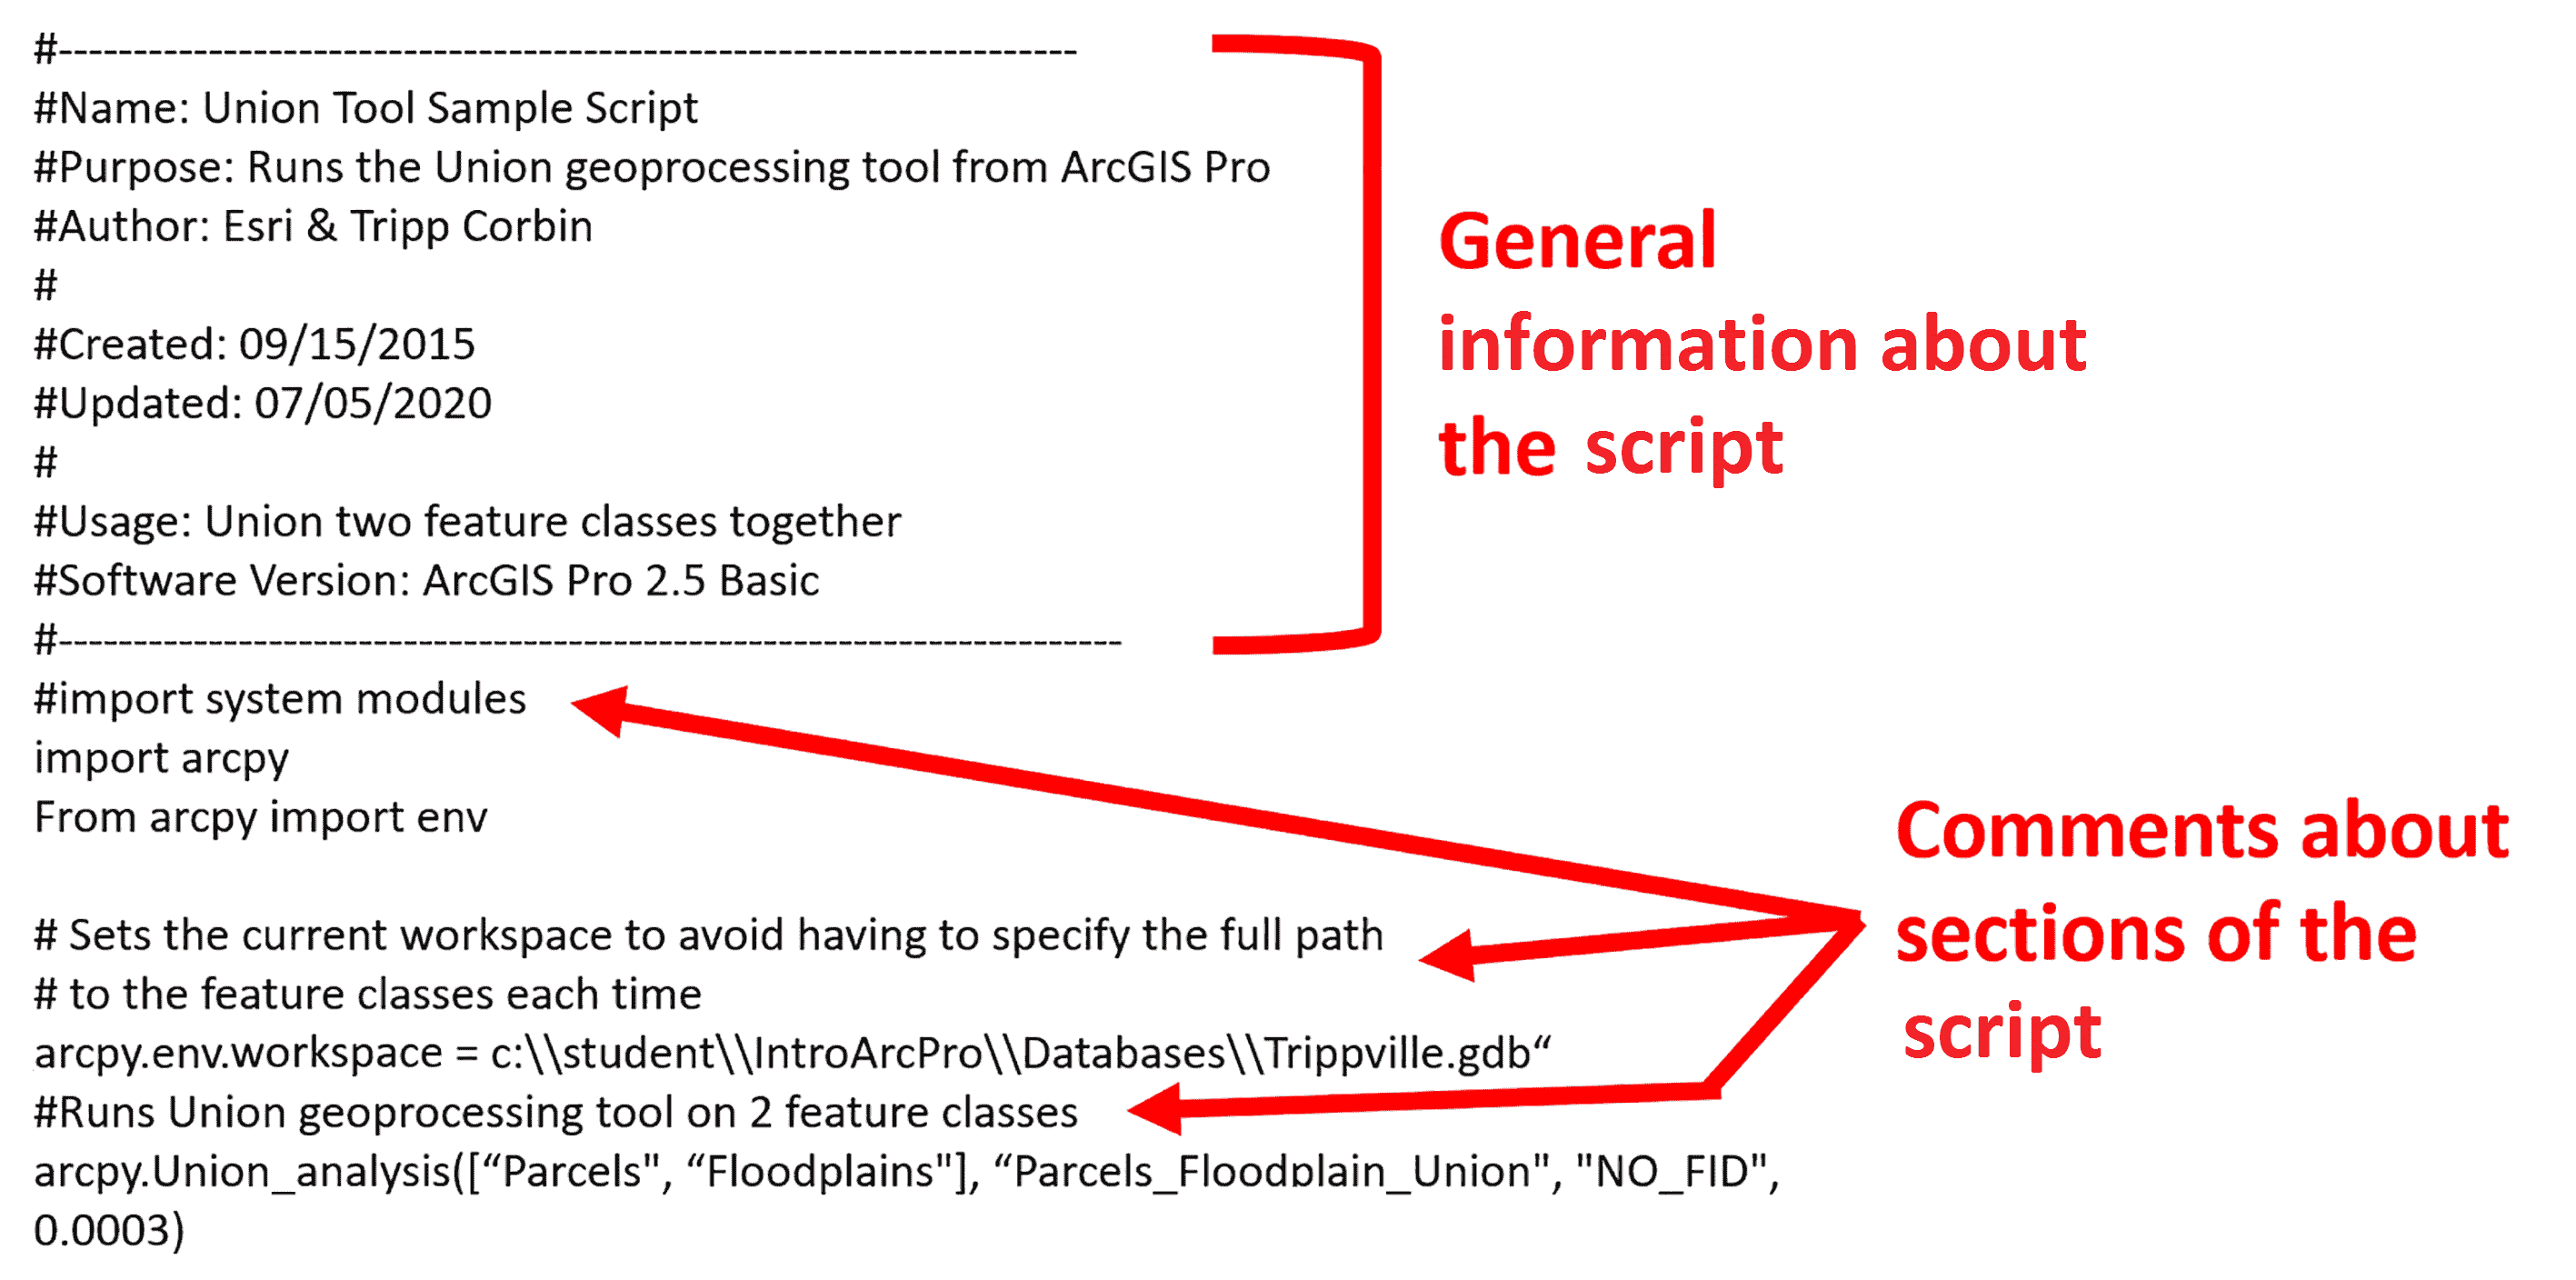 #--------------------------------------------------------------------
#Name: Union Tool Sample Script
#Purpose: Runs the Union geoprocessing tool from ArcGIS Pro
#Author: Esri & Tripp Corbin
#
#Created: 09/15/2015
#Updated: 07/05/2020
#
#Usage: Union two feature classes together
#Software Version: ArcGIS Pro 2.5 Basic
#-----------------------------------------------------------------------
#import system modules
import arcpy
From arcpy import env
# Sets the current workspace to avoid having to specify the full path
# to the feature classes each time
arcpy.env.workspace = c:\\student\\IntroArcPro\\Databases\\Trippville.gdb“
#Runs Union geoprocessing tool on 2 feature classes
arcpy.Union_analysis([“Parcels", “Floodplains"], “Parcels_Floodplain_Union", "NO_FID",
0.0003)
General
information about
the script
Comments about
sections of the
script